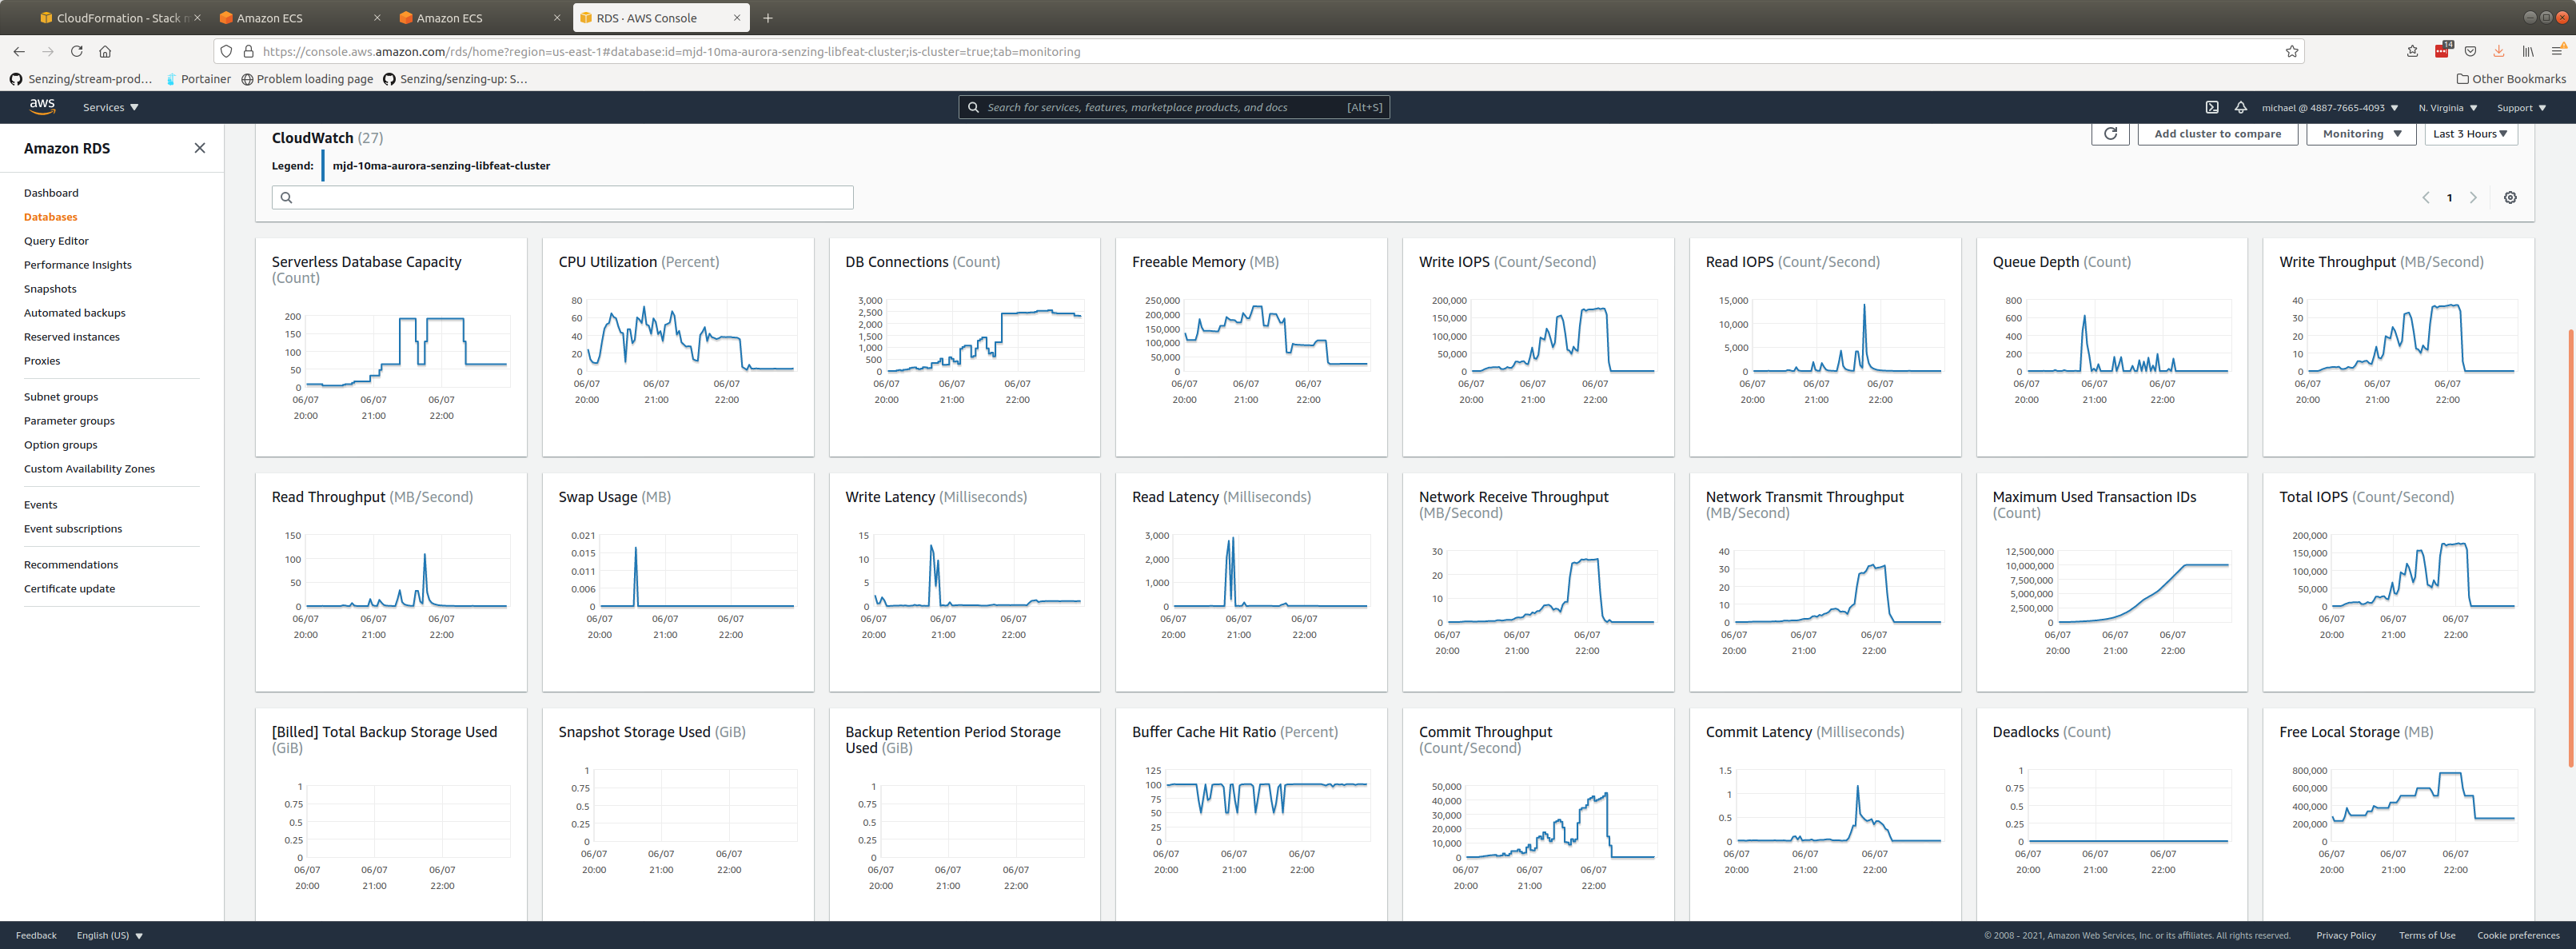 CloudFormation - Stack m
Amazon ECS
Amazon ECS
RDS · AWS Console
https://console.aws.amazon.com/rds/home?region=us-east-1#database:id=mjd-10ma-aurora-senzing-libfeat-cluster;is-cluster=true;tab=monitoring
14
Senzing/stream-prod... Portainer Problem loading page Senzing/senzing-up: S... Other Bookmarks
aws Services ▼ Search for services, features, marketplace products, and docs [Alt+S] michael @ 4887-7665-4093 ▼ N. Virginia ▼ Support ▼
Amazon RDS
Dashboard
Databases
Query Editor
Performance Insights
Snapshots
Automated backups
Reserved instances
Proxies
Subnet groups
Parameter groups
Option groups
Custom Availability Zones
Events
Event subscriptions
Recommendations
Certificate update
CloudWatch (27)
Add cluster to compare Monitoring ▼ Last 3 Hours▼
Legend: mjd-10ma-aurora-senzing-libfeat-cluster
1
Serverless Database Capacity
(Count)
200
150
100
50
0
06/07 06/07 06/07
20:00 21:00 22:00
CPU Utilization (Percent)
80
60
40
20
0
06/07 06/07 06/07
20:00 21:00 22:00
DB Connections (Count)
3,000
2,500
2,000
1,500
1,000
500
0
06/07 06/07 06/07
20:00 21:00 22:00
Freeable Memory (MB)
250,000
200,000
150,000
100,000
50,000
0
06/07 06/07 06/07
20:00 21:00 22:00
Write IOPS (Count/Second)
200,000
150,000
100,000
50,000
0
06/07 06/07 06/07
20:00 21:00 22:00
Read IOPS (Count/Second)
15,000
10,000
5,000
0
06/07 06/07 06/07
20:00 21:00 22:00
Queue Depth (Count)
800
600
400
200
0
06/07 06/07 06/07
20:00 21:00 22:00
Write Throughput (MB/Second)
40
30
20
10
0
06/07 06/07 06/07
20:00 21:00 22:00
Read Throughput (MB/Second)
150
100
50
0
06/07 06/07 06/07
20:00 21:00 22:00
Swap Usage (MB)
0.021
0.015
0.011
0.006
0
06/07 06/07 06/07
20:00 21:00 22:00
Write Latency (Milliseconds)
15
10
5
0
06/07 06/07 06/07
20:00 21:00 22:00
Read Latency (Milliseconds)
3,000
2,000
1,000
0
06/07 06/07 06/07
20:00 21:00 22:00
Network Receive Throughput
(MB/Second)
30
20
10
0
06/07 06/07 06/07
20:00 21:00 22:00
Network Transmit Throughput
(MB/Second)
40
30
20
10
0
06/07 06/07 06/07
20:00 21:00 22:00
Maximum Used Transaction IDs
(Count)
12,500,000
10,000,000
7,500,000
5,000,000
2,500,000
0
06/07 06/07 06/07
20:00 21:00 22:00
Total IOPS (Count/Second)
200,000
150,000
100,000
50,000
0
06/07 06/07 06/07
20:00 21:00 22:00
[Billed] Total Backup Storage Used
(GiB)
1
0.75
0.5
0.25
0
06/07 06/07 06/07
20:00 21:00 22:00
Snapshot Storage Used (GiB)
1
0.75
0.5
0.25
0
06/07 06/07 06/07
20:00 21:00 22:00
Backup Retention Period Storage
Used (GiB)
1
0.75
0.5
0.25
0
06/07 06/07 06/07
20:00 21:00 22:00
Buffer Cache Hit Ratio (Percent)
125
100
75
50
25
0
06/07 06/07 06/07
20:00 21:00 22:00
Commit Throughput
(Count/Second)
50,000
40,000
30,000
20,000
10,000
0
06/07 06/07 06/07
20:00 21:00 22:00
Commit Latency (Milliseconds)
1.5
1
0.5
0
06/07 06/07 06/07
20:00 21:00 22:00
Deadlocks (Count)
1
0.75
0.5
0.25
0
06/07 06/07 06/07
20:00 21:00 22:00
Free Local Storage (MB)
800,000
600,000
400,000
200,000
0
06/07 06/07 06/07
20:00 21:00 22:00
Feedback English (US) ▼ © 2008 - 2021, Amazon Web Services, Inc. or its affiliates. All rights reserved. Privacy Policy Terms of Use Cookie preferences